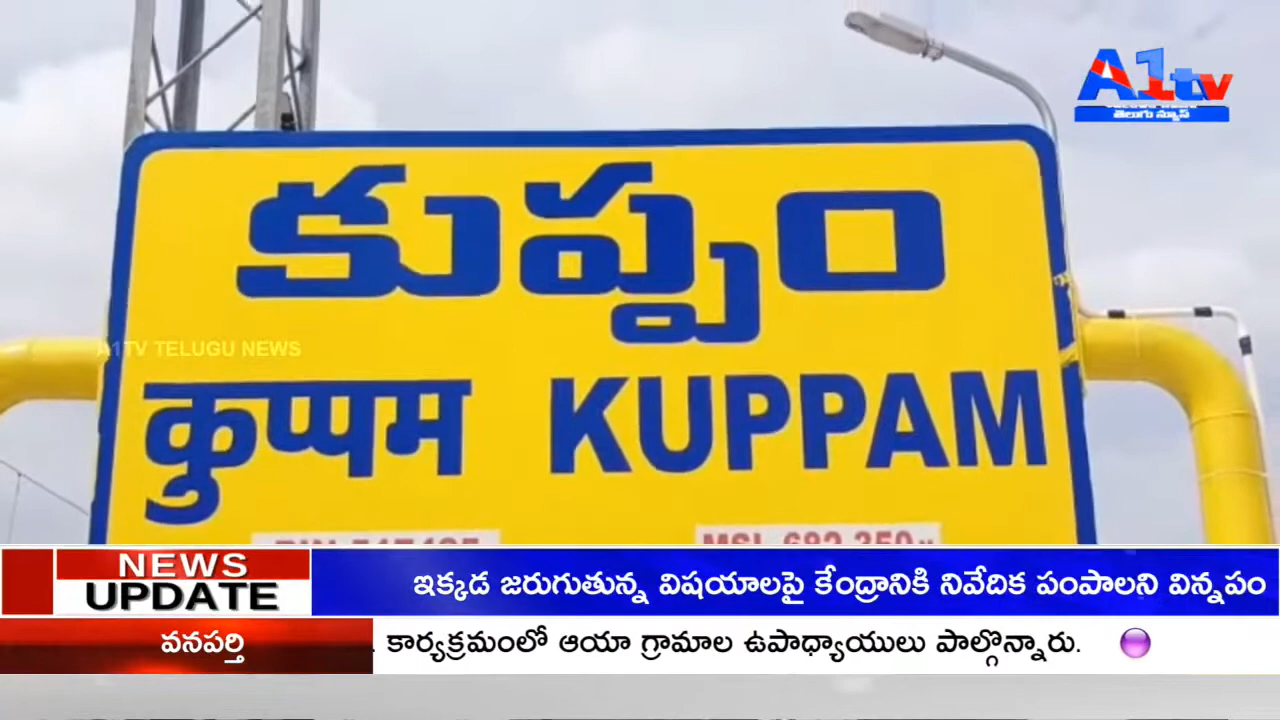 A1tv
తెలుగు న్యూస్
కుప్పం
A1TV TELUGU NEWS
कुप्पम KUPPAM
NEWS
UPDATE
ఇక్కడ జరుగుతున్న విషయాలపై కేంద్రానికి నివేదిక పంపాలని విన్నపం
వనపర్తి
. కార్యక్రమంలో ఆయా గ్రామాల ఉపాధ్యాయులు పాల్గొన్నారు.